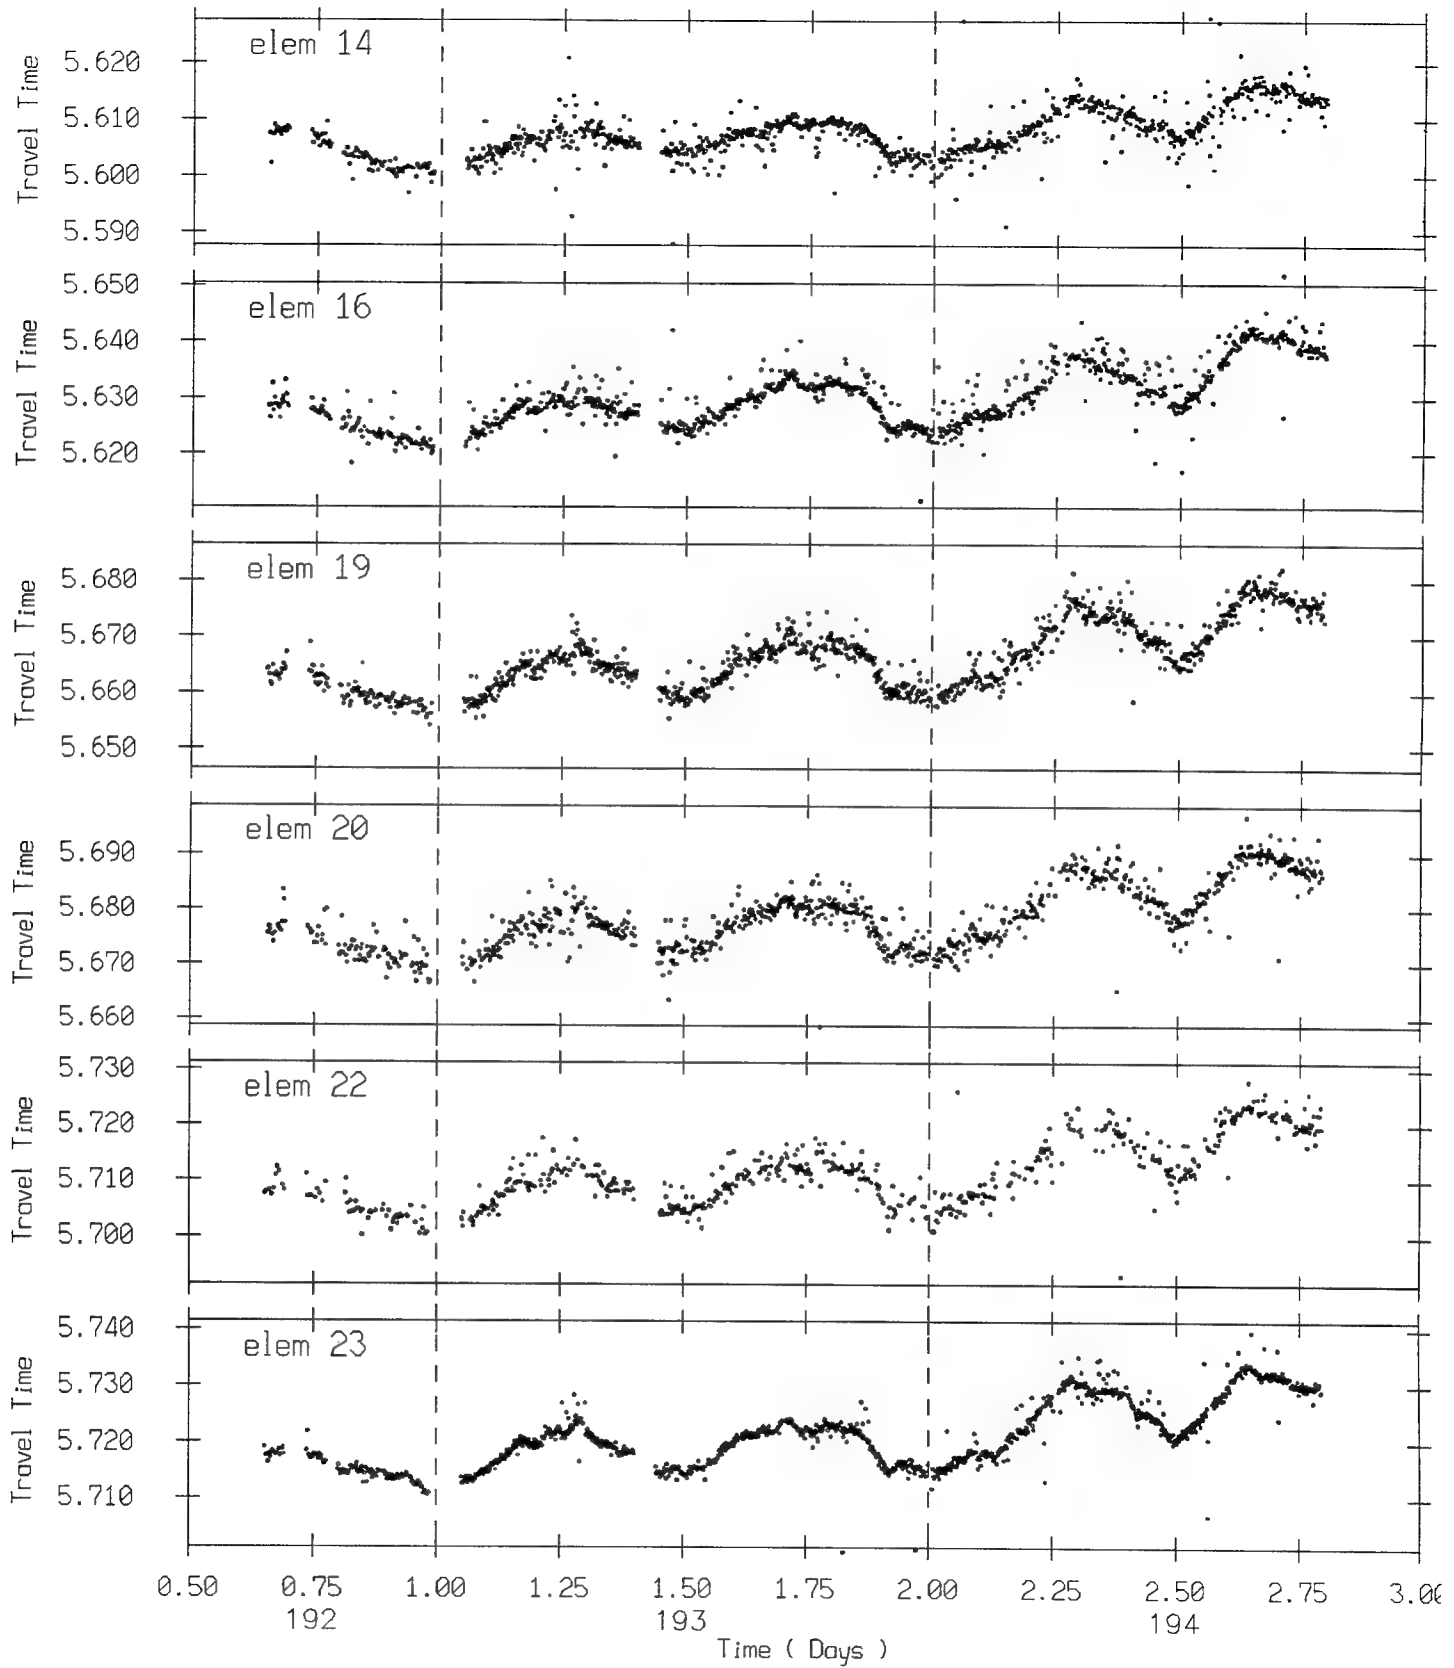 elem 14
Travel Time
5.620
5.610
5.600
5.590
elem 16
Travel Time
5.650
5.640
5.630
5.620
elem 19
Travel Time
5.680
5.670
5.660
5.650
elem 20
Travel Time
5.690
5.680
5.670
5.660
elem 22
Travel Time
5.730
5.720
5.710
5.700
elem 23
Travel Time
5.740
5.730
5.720
5.710
0.50 0.75 1.00 1.25 1.50 1.75 2.00 2.25 2.50 2.75 3.00
192 193 194
Time ( Days )